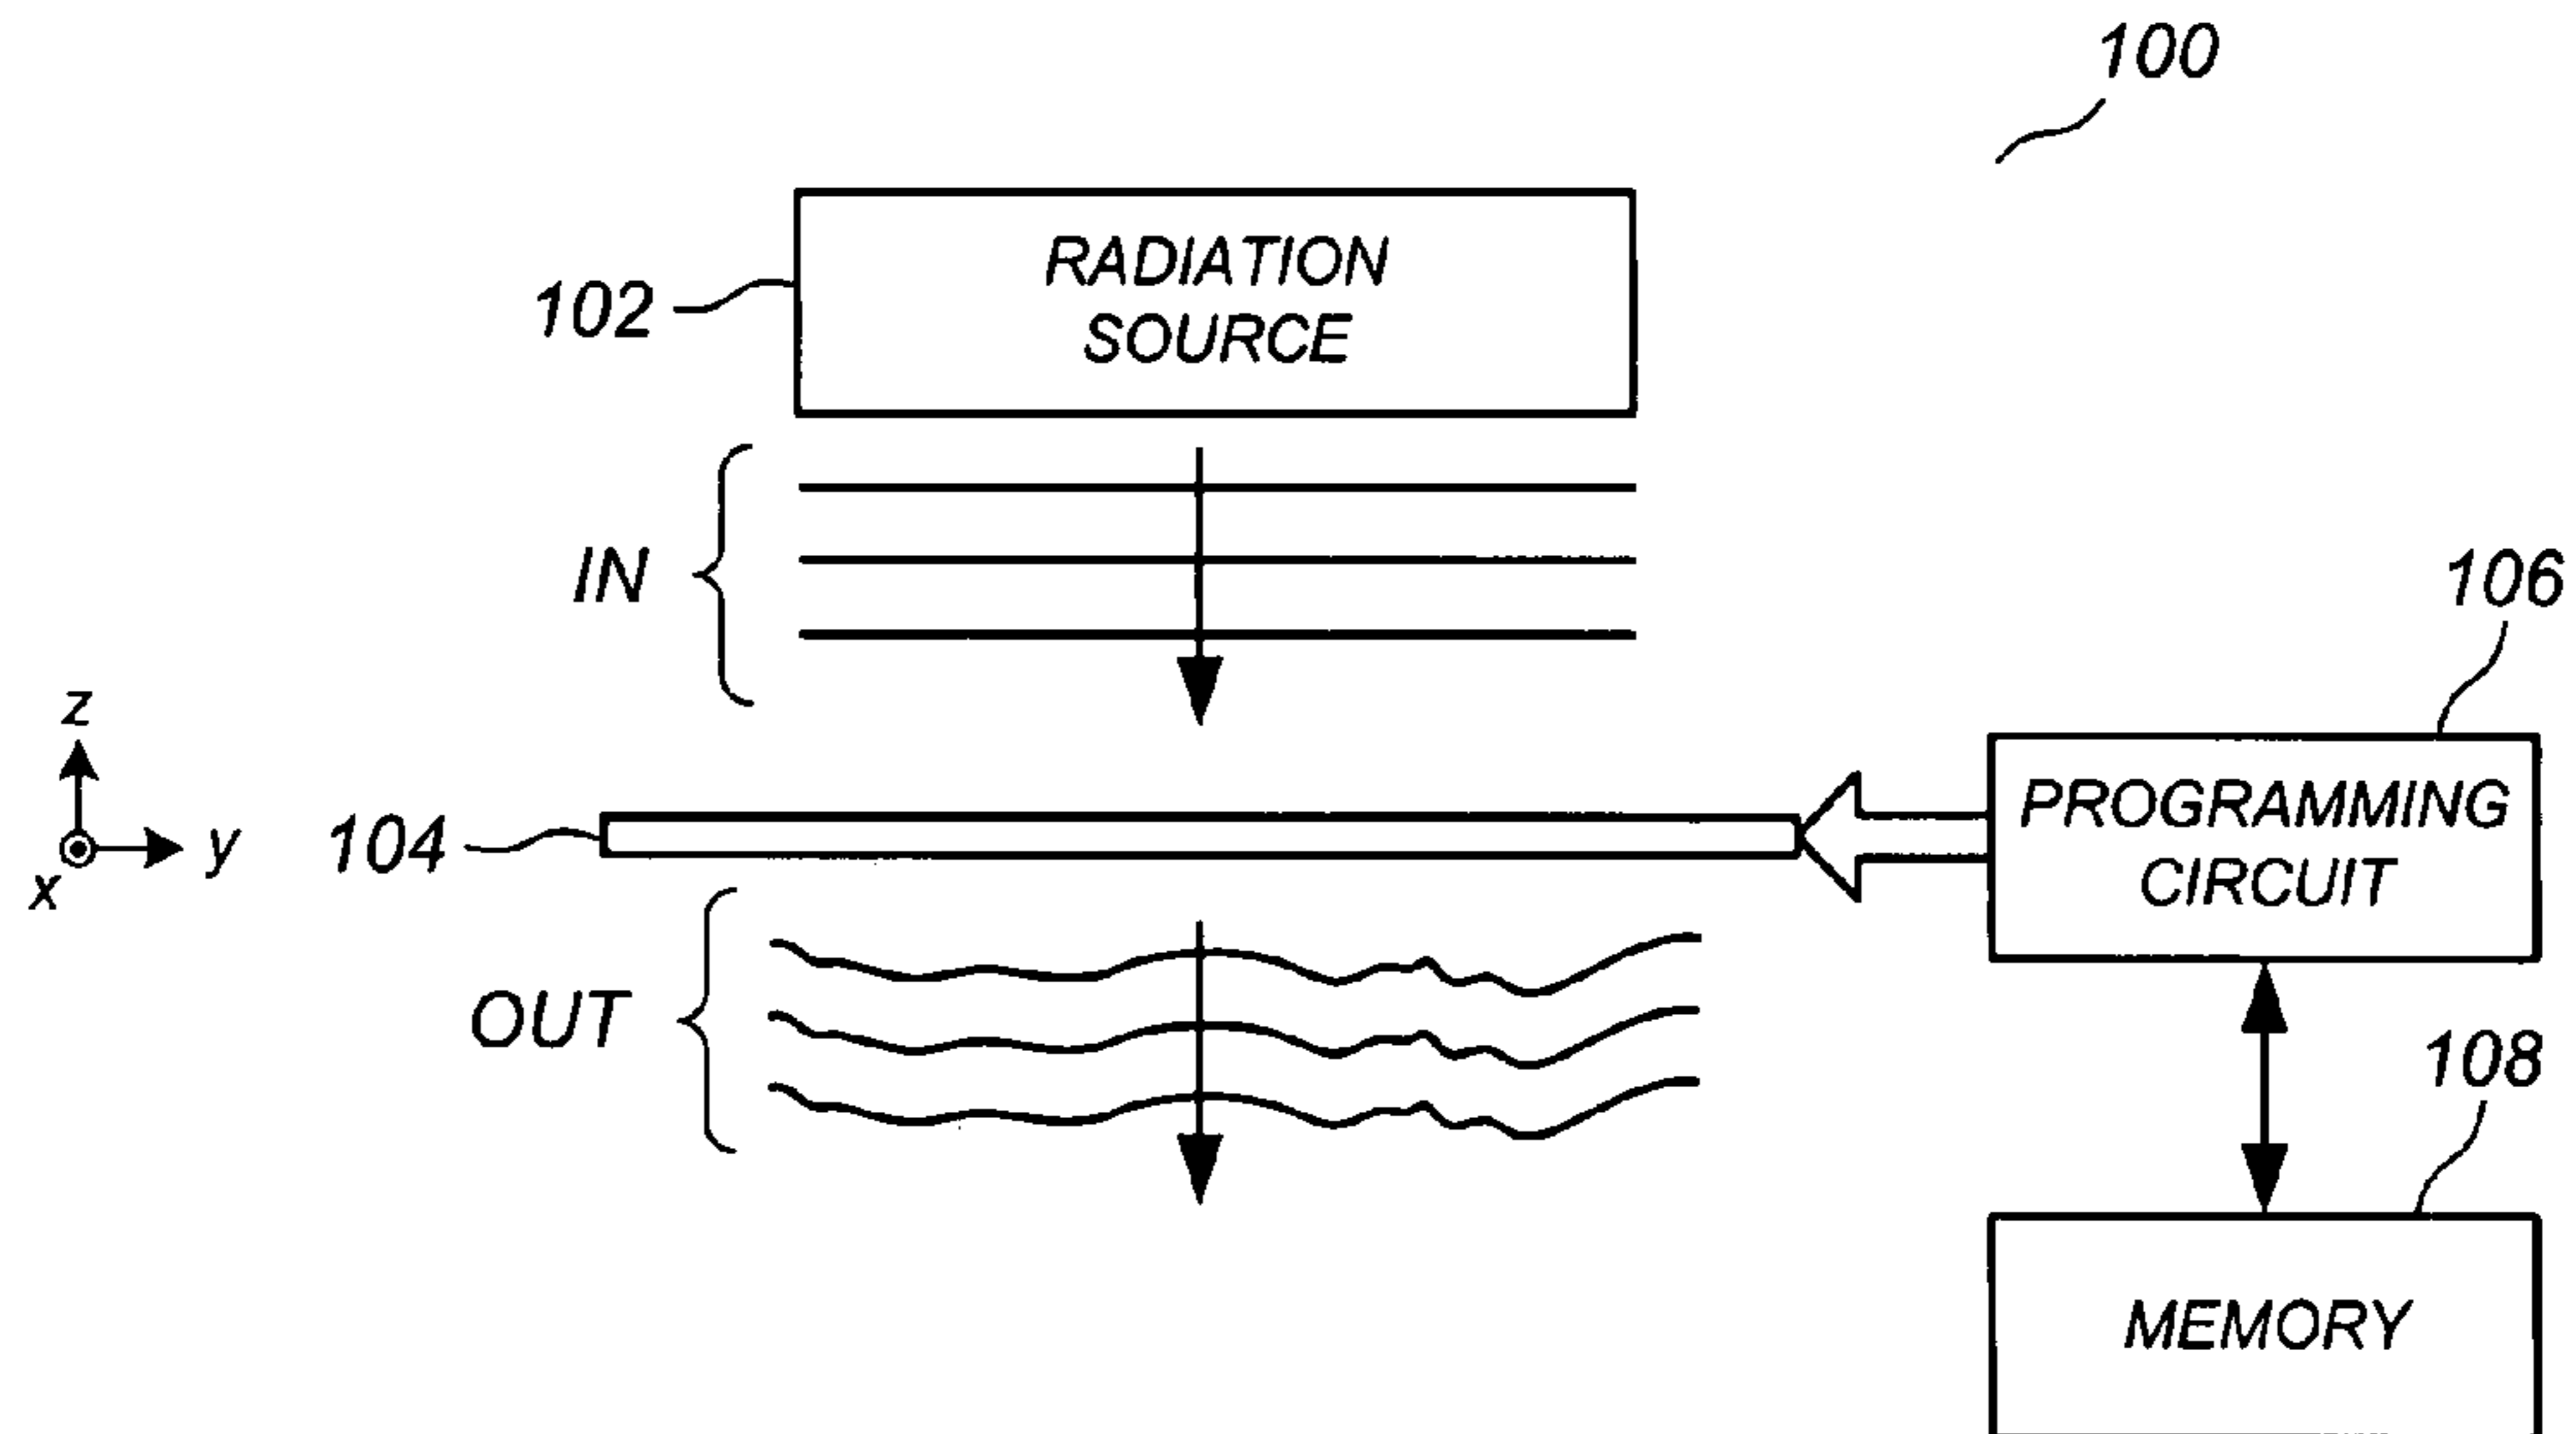 100
RADIATION
SOURCE
102
IN
106
z
y
x
104
PROGRAMMING
CIRCUIT
OUT
108
MEMORY